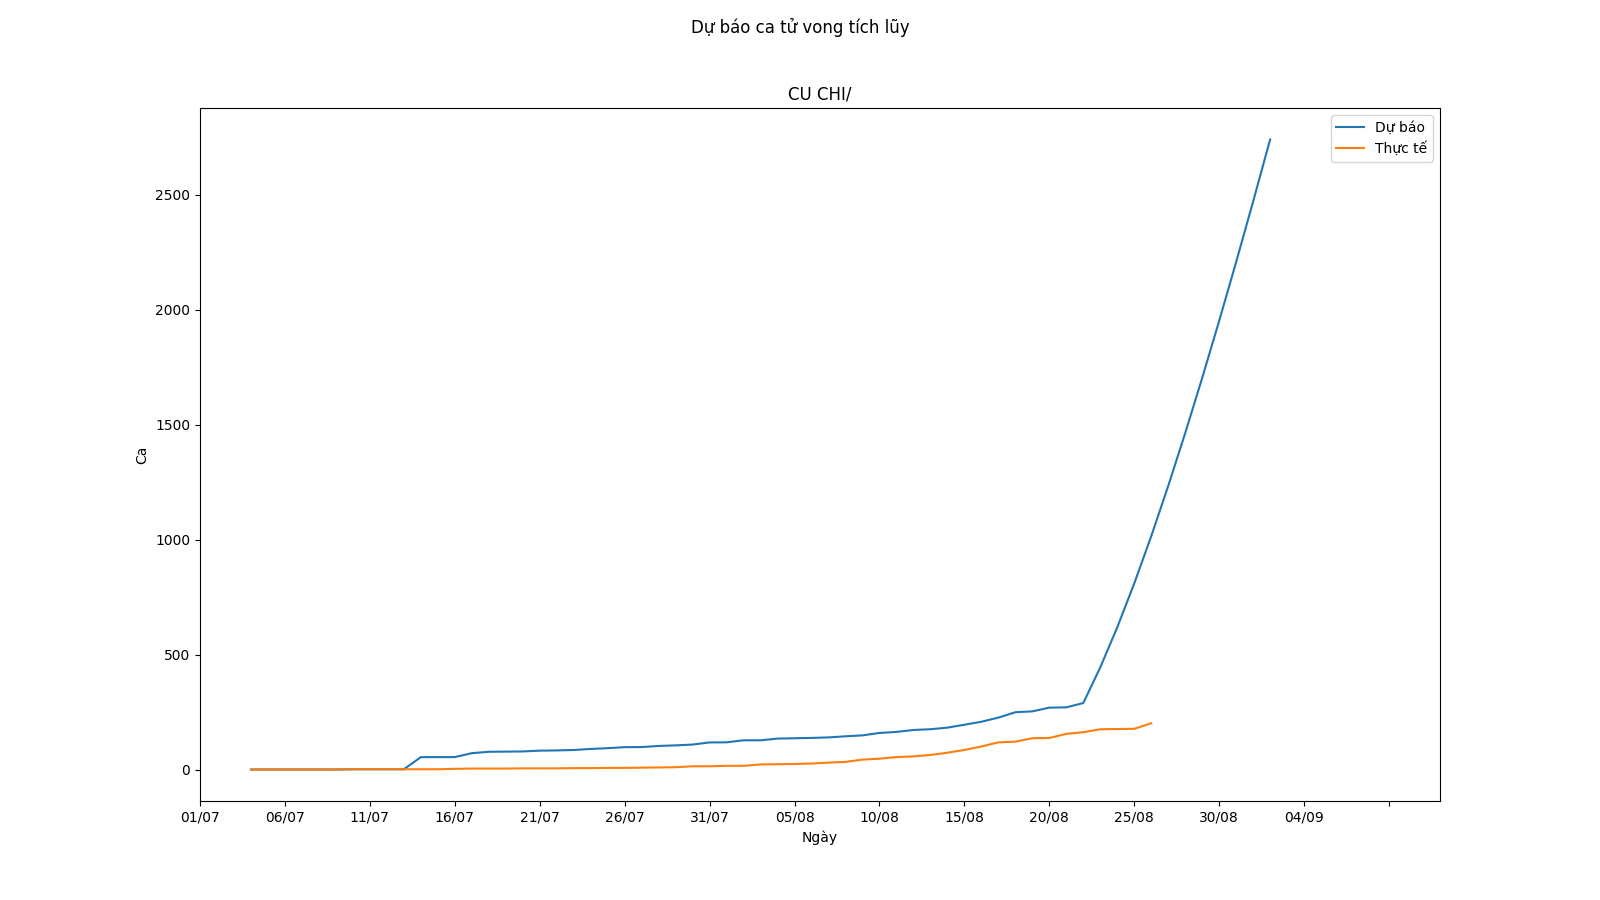 Dự báo ca tử vong tích lũy
CU CHI/
Dự báo
Thực tế
2500
2000
1500
1000
500
0
Ca
01/07 06/07 11/07 16/07 21/07 26/07 31/07 05/08 10/08 15/08 20/08 25/08 30/08 04/09
Ngày